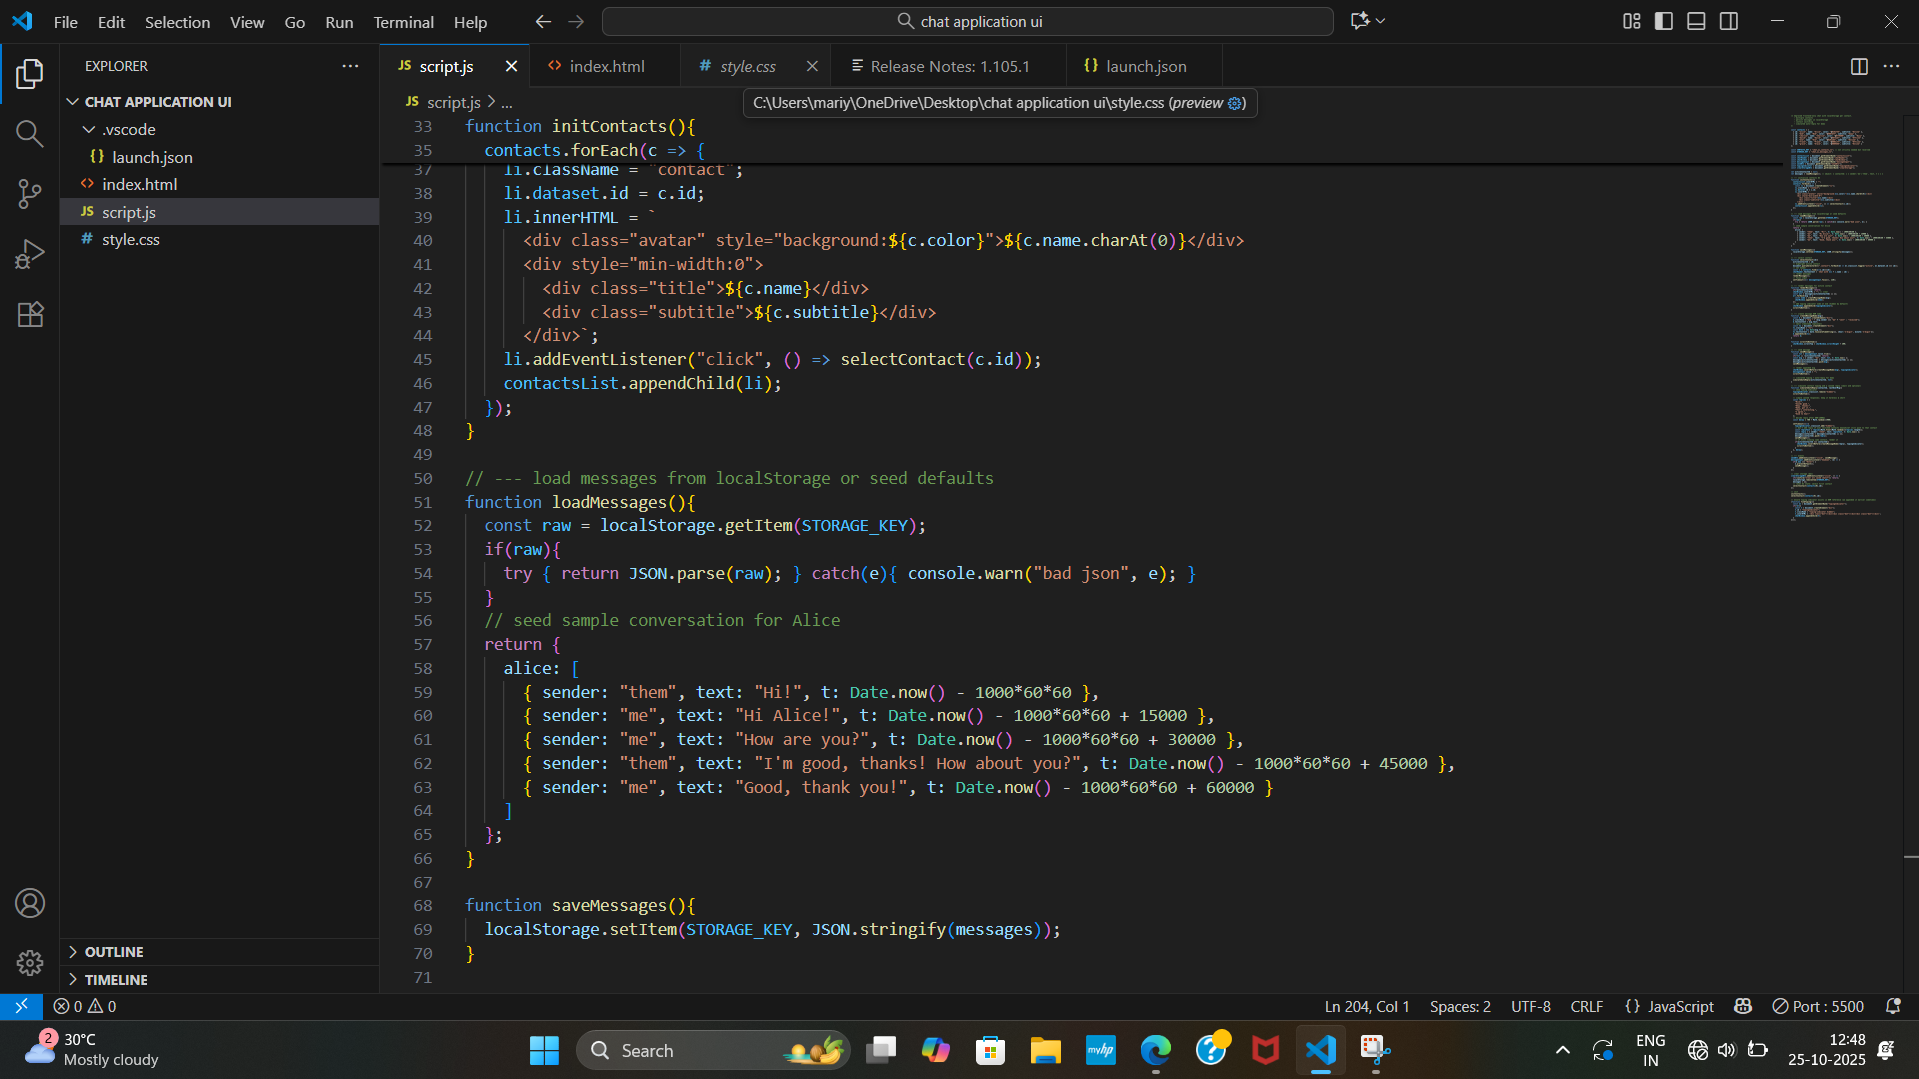 File Edit Selection View Go Run Terminal Help
chat application ui
EXPLORER
CHAT APPLICATION UI
.vscode
{} launch.json
<> index.html
JS script.js
# style.css
OUTLINE
TIMELINE
JS script.js
<> index.html
# style.css
Release Notes: 1.105.1
{} launch.json
JS script.js > ...
C:\Users\mariy\OneDrive\Desktop\chat application ui\style.css (preview)
33 function initContacts(){
35 contacts.forEach(c => {
37 li.className = "contact";
38 li.dataset.id = c.id;
39 li.innerHTML = `
40 <div class="avatar" style="background:${c.color}">${c.name.charAt(0)}</div>
41 <div style="min-width:0">
42 <div class="title">${c.name}</div>
43 <div class="subtitle">${c.subtitle}</div>
44 </div>`;
45 li.addEventListener("click", () => selectContact(c.id));
46 contactsList.appendChild(li);
47 });
48 }
49
50 // --- load messages from localStorage or seed defaults
51 function loadMessages(){
52 const raw = localStorage.getItem(STORAGE_KEY);
53 if(raw){
54 try { return JSON.parse(raw); } catch(e){ console.warn("bad json", e); }
55 }
56 // seed sample conversation for Alice
57 return {
58 alice: [
59 { sender: "them", text: "Hi!", t: Date.now() - 1000*60*60 },
60 { sender: "me", text: "Hi Alice!", t: Date.now() - 1000*60*60 + 15000 },
61 { sender: "me", text: "How are you?", t: Date.now() - 1000*60*60 + 30000 },
62 { sender: "them", text: "I'm good, thanks! How about you?", t: Date.now() - 1000*60*60 + 45000 },
63 { sender: "me", text: "Good, thank you!", t: Date.now() - 1000*60*60 + 60000 }
64 ]
65 };
66 }
67
68 function saveMessages(){
69 localStorage.setItem(STORAGE_KEY, JSON.stringify(messages));
70 }
71
0 0
Ln 204, Col 1 Spaces: 2 UTF-8 CRLF {} JavaScript Port : 5500
2
30°C
Mostly cloudy
Search
myhp
ENG
IN
12:48
25-10-2025